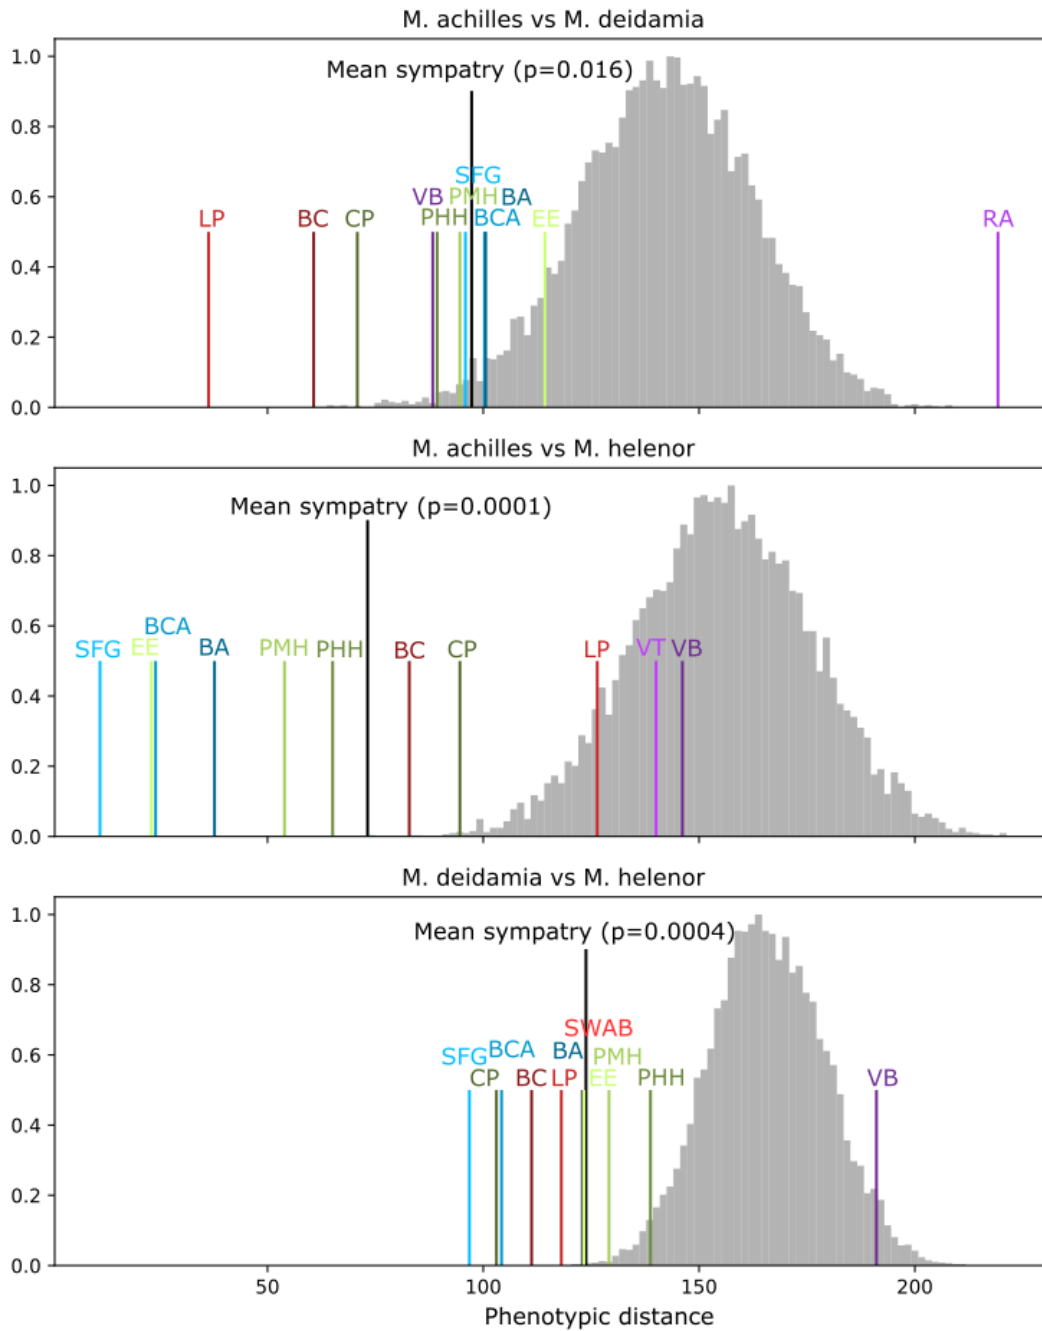 M. achilles vs M. deidamia
1.0
Mean sympatry (p=0.016)
0.8
SFG
0.6
VB PMH BA
LP BC CP PHH BCA EE RA
0.4
0.2
0.0
M. achilles vs M. helenor
1.0
Mean sympatry (p=0.0001)
0.8
0.6
BCA
SFG EE BA PMH PHH BC CP LP VT VB
0.4
0.2
0.0
M. deidamia vs M. helenor
1.0
Mean sympatry (p=0.0004)
0.8
SWAB
0.6
SFG BCA BA PMH
CP BC LP EE PHH VB
0.4
0.2
0.0
50 100 150 200
Phenotypic distance